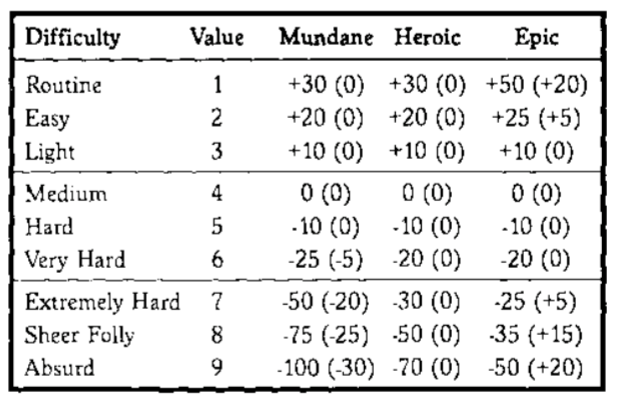 Difficulty Value Mundane Heroic Epic
Routine 1 +30 (0) +30 (0) +50 (+20)
Easy 2 +20 (0) +20 (0) +25 (+5)
Light 3 +10 (0) +10 (0) +10 (0)
Medium 4 0 (0) 0 (0) 0 (0)
Hard 5 -10 (0) -10 (0) -10 (0)
Very Hard 6 -25 (-5) -20 (0) -20 (0)
Extremely Hard 7 -50 (-20) -30 (0) -25 (+5)
Sheer Folly 8 -75 (-25) -50 (0) -35 (+15)
Absurd 9 -100 (-30) -70 (0) -50 (+20)